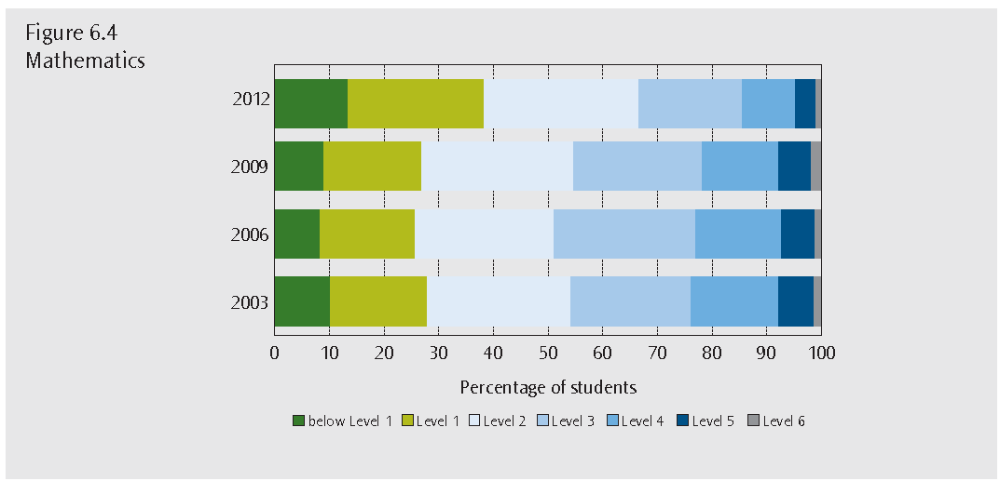 Figure 6.4
Mathematics
2012
2009
2006
2003
0 10 20 30 40 50 60 70 80 90 100
Percentage of students
below Level 1 Level 1 Level 2 Level 3 Level 4 Level 5 Level 6